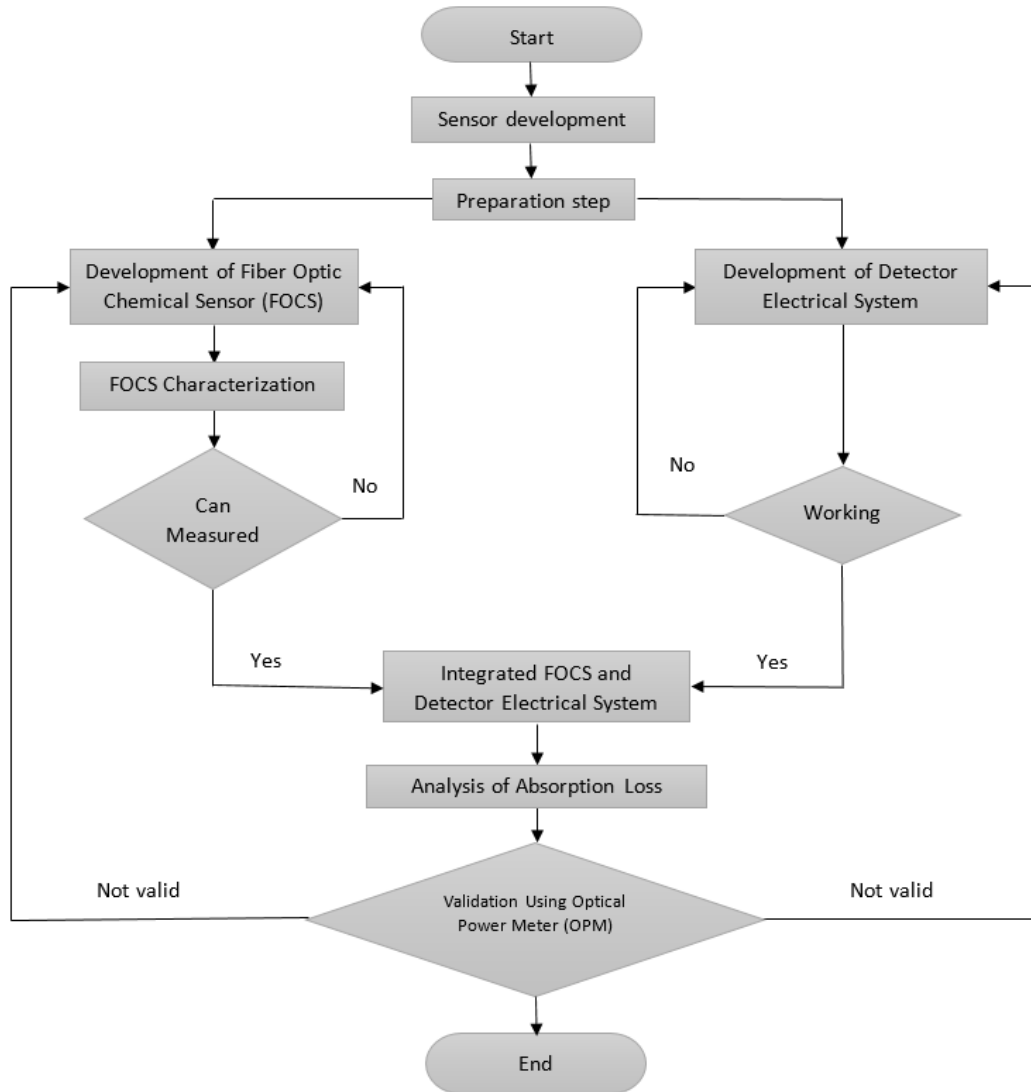 Start
Sensor development
Preparation step
Development of Fiber Optic
Chemical Sensor (FOCS)
Development of Detector
Electrical System
FOCS Characterization
Can
Measured
No
No
Working
Yes
Integrated FOCS and
Detector Electrical System
Yes
Analysis of Absorption Loss
Not valid
Validation Using Optical
Power Meter (OPM)
Not valid
End